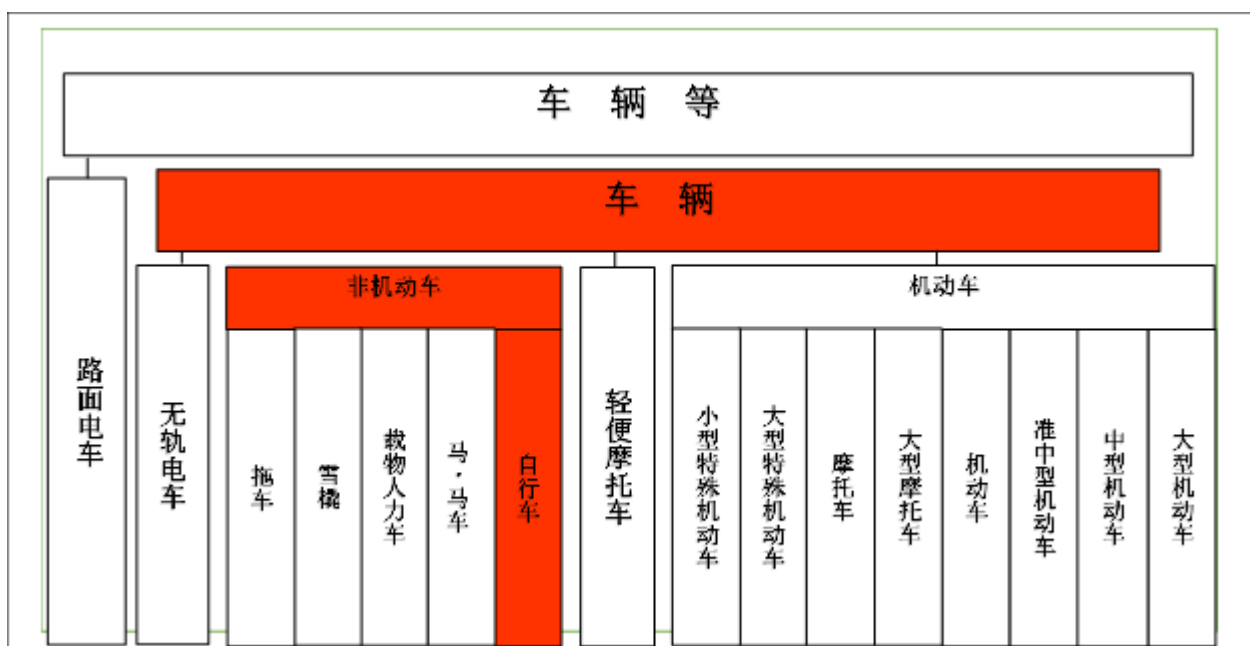 车 辆 等
车 辆
非机动车
机动车
路面电车
无轨电车
拖车
雪橇
载物人力车
马·马车
自行车
轻便摩托车
小型特殊机动车
大型特殊机动车
摩托车
大型摩托车
机动车
准中型机动车
中型机动车
大型机动车